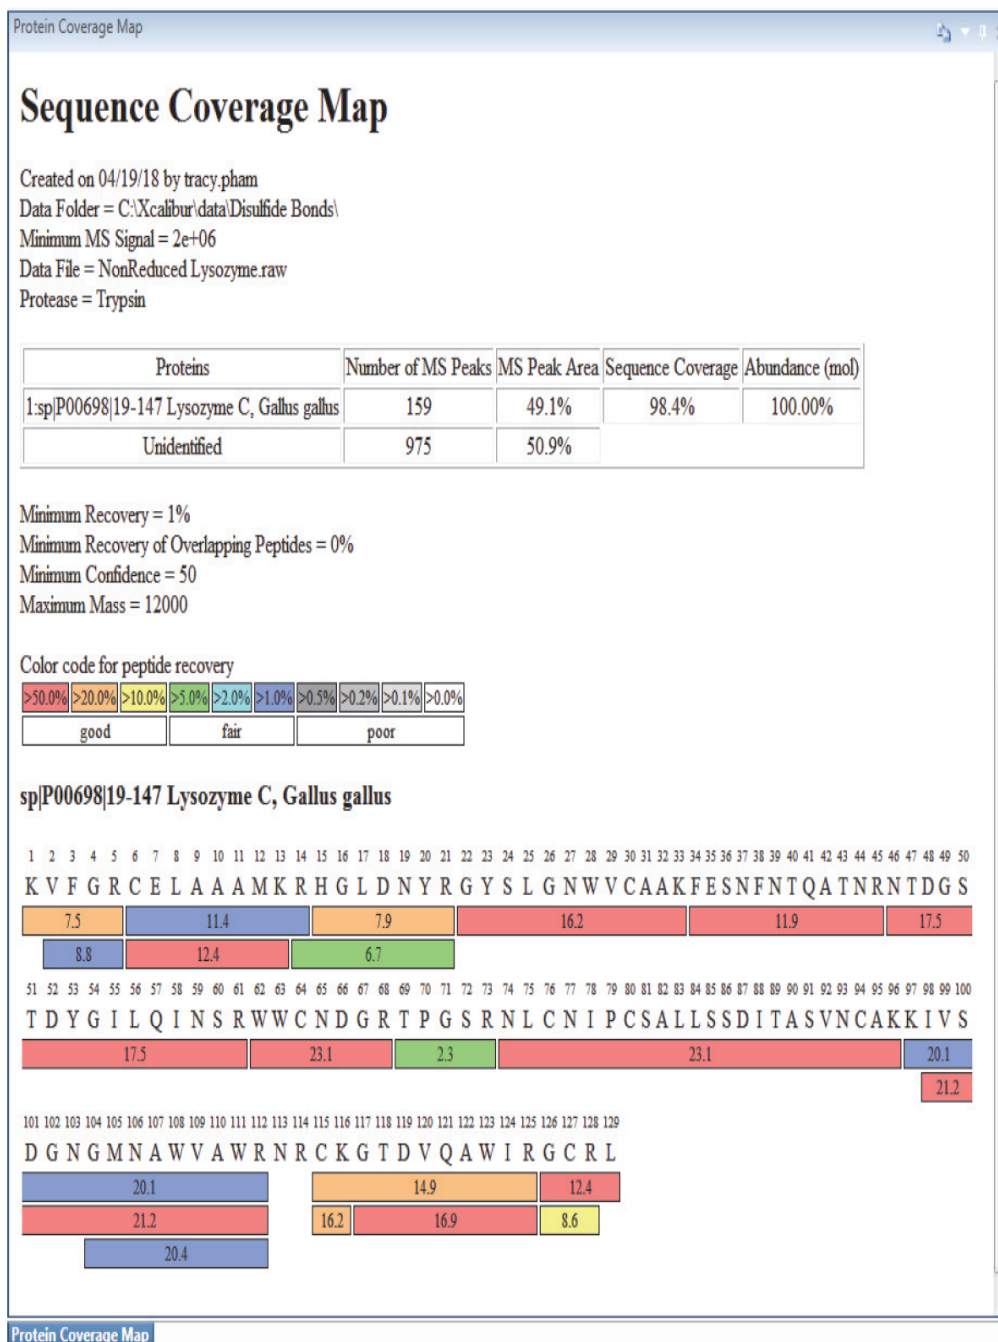 Protein Coverage Map
Sequence Coverage Map
Created on 04/19/18 by tracy.pham
Data Folder = C:\Xcalibur\data\Disulfide Bonds\
Minimum MS Signal = 2e+06
Data File = NonReduced Lysozyme.raw
Protease = Trypsin
Proteins Number of MS Peaks MS Peak Area Sequence Coverage Abundance (mol)
1:sp|P00698|19-147 Lysozyme C, Gallus gallus 159 49.1% 98.4% 100.00%
Unidentified 975 50.9%
Minimum Recovery = 1%
Minimum Recovery of Overlapping Peptides = 0%
Minimum Confidence = 50
Maximum Mass = 12000
Color code for peptide recovery
>50.0% >20.0% >10.0% >5.0% >2.0% >1.0% >0.5% >0.2% >0.1% >0.0%
good fair poor
sp|P00698|19-147 Lysozyme C, Gallus gallus
1 2 3 4 5 6 7 8 9 10 11 12 13 14 15 16 17 18 19 20 21 22 23 24 25 26 27 28 29 30 31 32 33 34 35 36 37 38 39 40 41 42 43 44 45 46 47 48 49 50
K V F G R C E L A A A M K R H G L D N Y R G Y S L G N W V C A A K F E S N F N T Q A T N R N T D G S
7.5 11.4 7.9 16.2 11.9 17.5
8.8 12.4 6.7
51 52 53 54 55 56 57 58 59 60 61 62 63 64 65 66 67 68 69 70 71 72 73 74 75 76 77 78 79 80 81 82 83 84 85 86 87 88 89 90 91 92 93 94 95 96 97 98 99 100
T D Y G I L Q I N S R W W C N D G R T P G S R N L C N I P C S A L L S S D I T A S V N C A K K I V S
17.5 23.1 2.3 23.1 20.1
21.2
101 102 103 104 105 106 107 108 109 110 111 112 113 114 115 116 117 118 119 120 121 122 123 124 125 126 127 128 129
D G N G M N A W V A W R N R C K G T D V Q A W I R G C R L
20.1 14.9 12.4
21.2 16.2 16.9 8.6
20.4
Protein Coverage Map